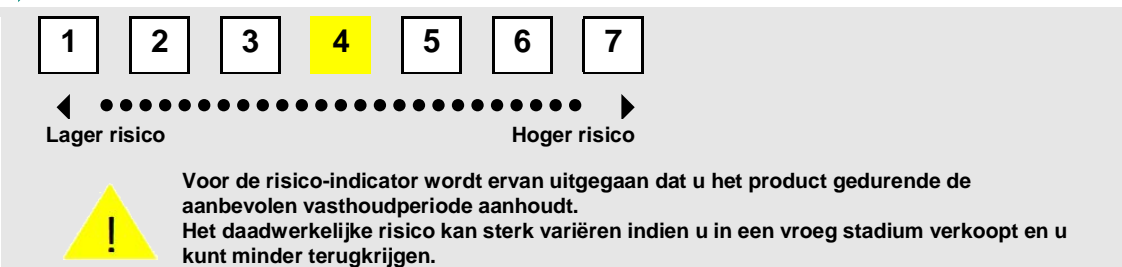 1 2 3 4 5 6 7
Lager risico Hoger risico
!
Voor de risico-indicator wordt ervan uitgegaan dat u het product gedurende de
aanbevolen vasthoudperiode aanhoudt.
Het daadwerkelijke risico kan sterk variëren indien u in een vroeg stadium verkoopt en u
kunt minder terugkrijgen.